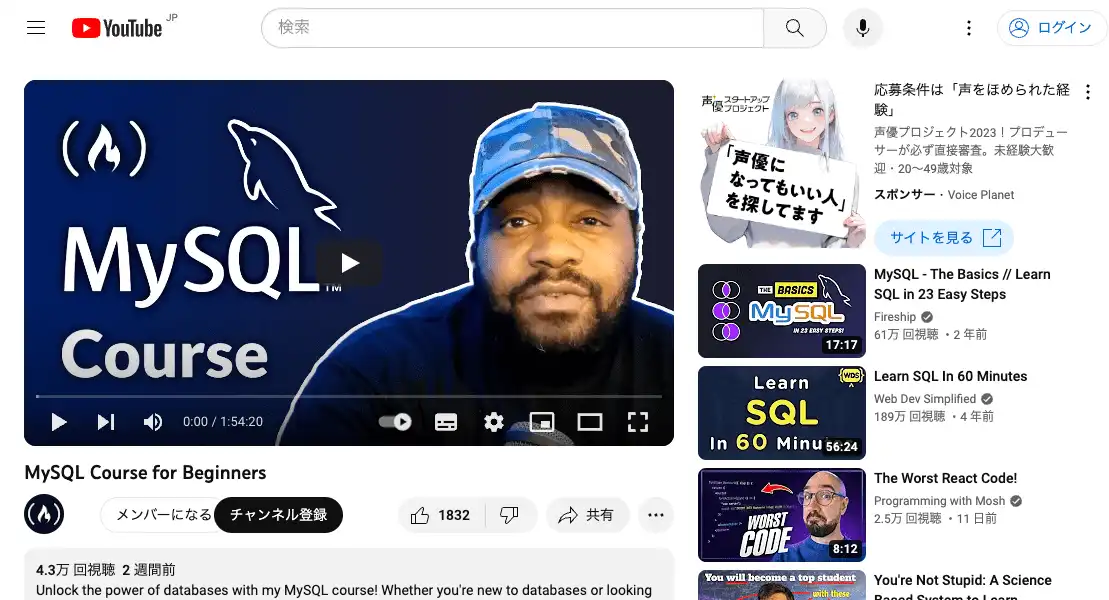 YouTube JP
検索
ログイン
MySQL
TM
Course
0:00 / 1:54:20
MySQL Course for Beginners
メンバーになる
チャンネル登録
1832
共有
4.3万 回視聴 2 週間前
Unlock the power of databases with my MySQL course! Whether you're new to databases or looking
声優スタートアップ
プロジェクト
「声優に
なってもいい人」
を探してます
応募条件は「声をほめられた経
験」
声優プロジェクト2023！プロデュー
サーが必ず直接審査。未経験大歓
迎・20〜49歳対象
スポンサー・Voice Planet
サイトを見る
THE BASICS
MySQL
IN 23 EASY STEPS!
17:17
MySQL - The Basics // Learn
SQL in 23 Easy Steps
Fireship
61万 回視聴 ・2 年前
Learn
WDS
SQL
In 60 Minu
56:24
Learn SQL In 60 Minutes
Web Dev Simplified
189万 回視聴 ・4 年前
WORST
CODE
8:12
The Worst React Code!
Programming with Mosh
2.5万 回視聴 ・11 日前
You will become a top student
with these
You're Not Stupid: A Science
Based System to Learn